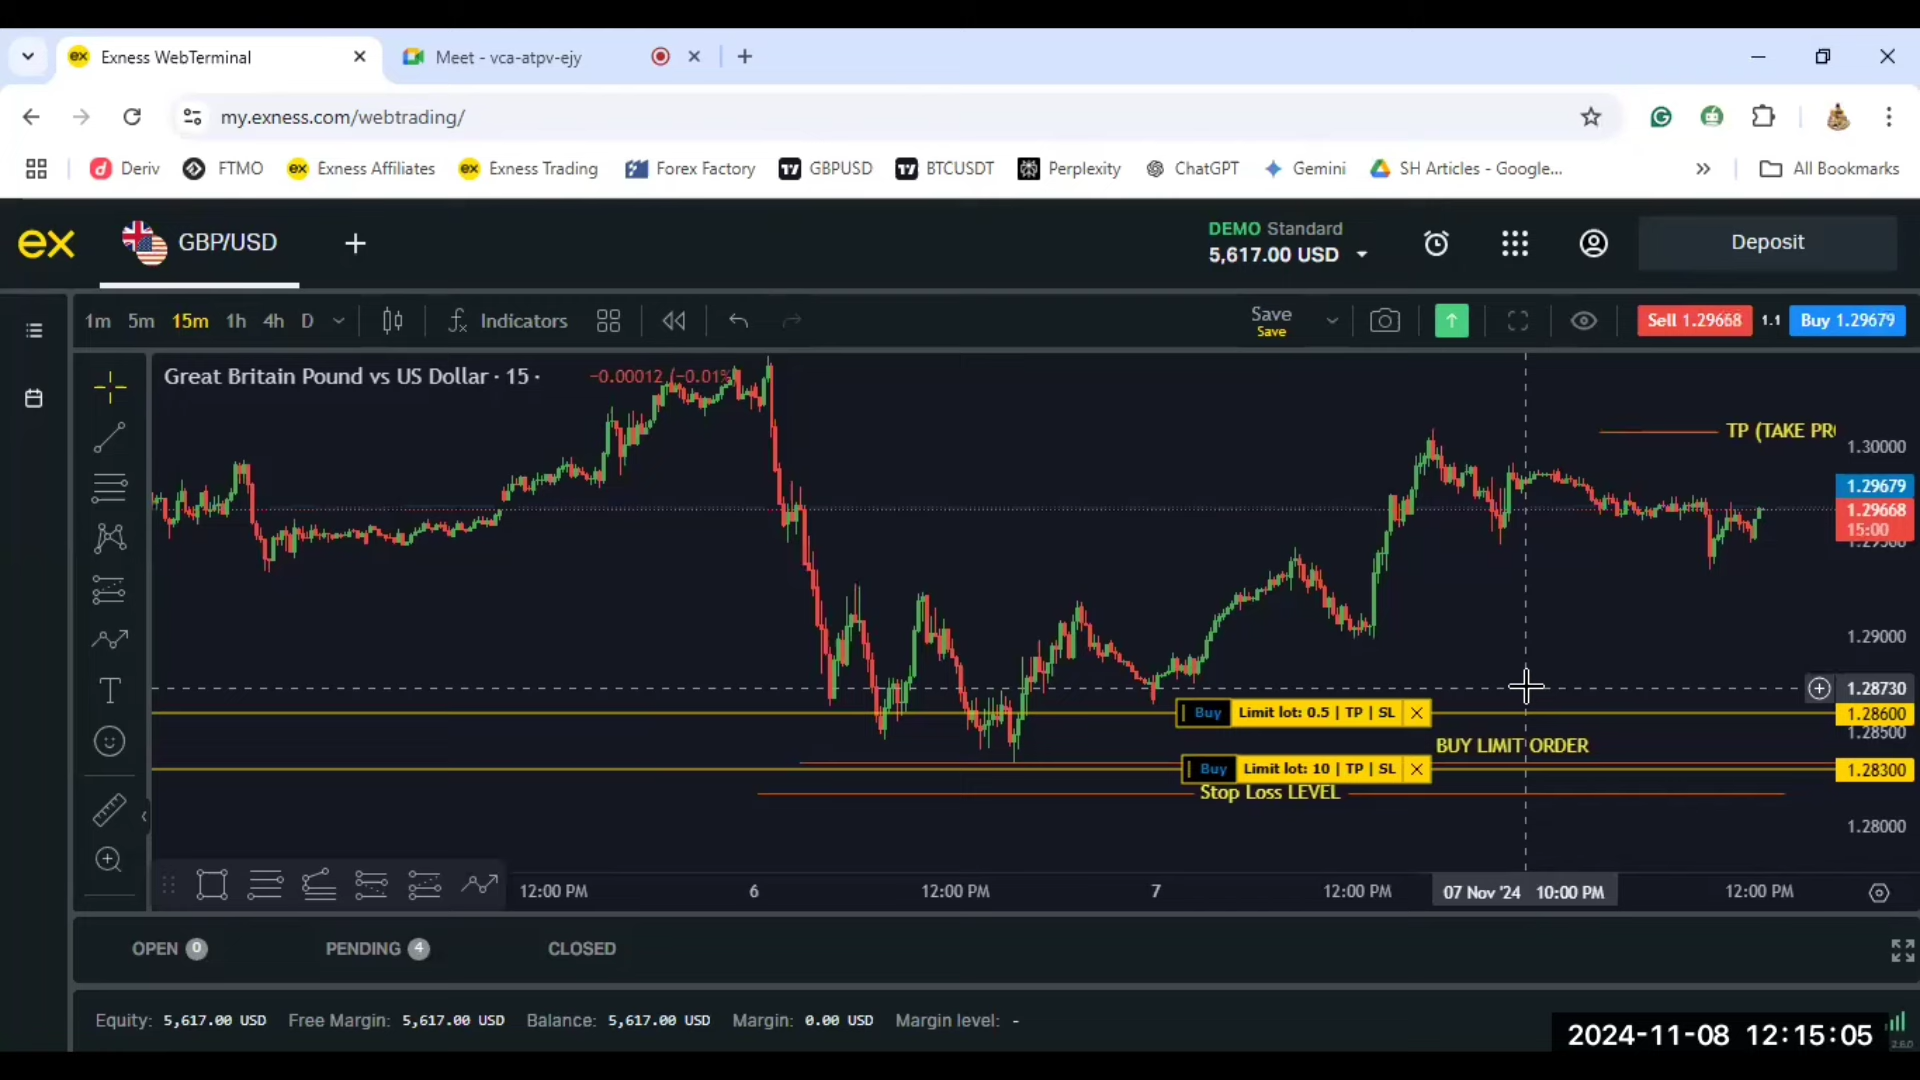 Exness WebTerminal
Meet - vca-atpv-ejy
my.exness.com/webtrading/
Deriv
FTMO
Exness Affiliates
Exness Trading
Forex Factory
GBPUSD
BTCUSDT
Perplexity
ChatGPT
Gemini
SH Articles - Google...
All Bookmarks
ex
GBP/USD
DEMO Standard
5,617.00 USD
Deposit
1m 5m 15m 1h 4h D
Indicators
Save
Save
Sell 1.29668
1.1
Buy 1.29679
Great Britain Pound vs US Dollar · 15 ·
−0.00012 (−0.01%
TP (TAKE PR
1.30000
1.29679
1.29668
15:00
1.29500
1.29000
1.28730
Buy
Limit lot: 0.5 | TP | SL
1.28600
1.28500
BUY LIMIT ORDER
Buy
Limit lot: 10 | TP | SL
1.28300
Stop Loss LEVEL
1.28000
12:00 PM
6
12:00 PM
7
12:00 PM
07 Nov '24 10:00 PM
12:00 PM
OPEN 0
PENDING 4
CLOSED
Equity: 5,617.00 USD Free Margin: 5,617.00 USD Balance: 5,617.00 USD Margin: 0.00 USD Margin level: -
2024-11-08 12:15:05
2.6.0